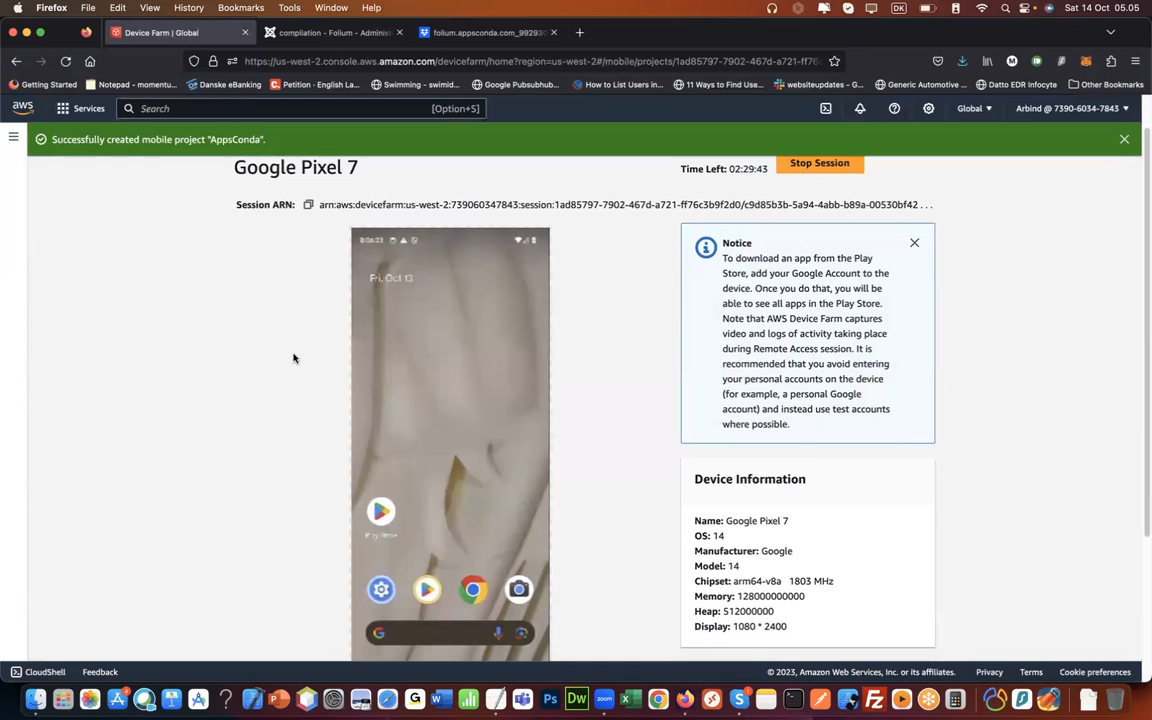 Firefox File Edit View History Bookmarks Tools Window Help DK Sat 14 Oct 05.05
Device Farm | Global compilation - Folium - Adminis folium.appsconda.com_992930
https://us-west-2.console.aws.amazon.com/devicefarm/home?region=us-west-2#/mobile/projects/1ad85797-7902-467d-a721-ff76
Getting Started Notepad - momentu… Danske eBanking Swimming - swimid… Google Pubsubhub… Petition - English La… How to List Users in… 11 Ways to Find Use… websiteupdates - G… Generic Automotive … Datto EDR Infocyte Other Bookmarks
aws Services Search [Option+S] Global Arbind @ 7390-6034-7843
Successfully created mobile project "AppsConda".
Google Pixel 7
Time Left: 02:29:43 Stop Session
Session ARN: arn:aws:devicefarm:us-west-2:739060347843:session:1ad85797-7902-467d-a721-ff76c3b9f2d0/c9d85b3b-5a94-4abb-b89a-00530bf42 ...
8:06:23
Fri, Oct 13
Play Store
Notice
To download an app from the Play
Store, add your Google Account to the
device. Once you do that, you will be
able to see all apps in the Play Store.
Note that AWS Device Farm captures
video and logs of activity taking place
during Remote Access session. It is
recommended that you avoid entering
your personal accounts on the device
(for example, a personal Google
account) and instead use test accounts
where possible.
Device Information
Name: Google Pixel 7
OS: 14
Manufacturer: Google
Model: 14
Chipset: arm64-v8a 1803 MHz
Memory: 128000000000
Heap: 512000000
Display: 1080 * 2400
CloudShell Feedback © 2023, Amazon Web Services, Inc. or its affiliates. Privacy Terms Cookie preferences